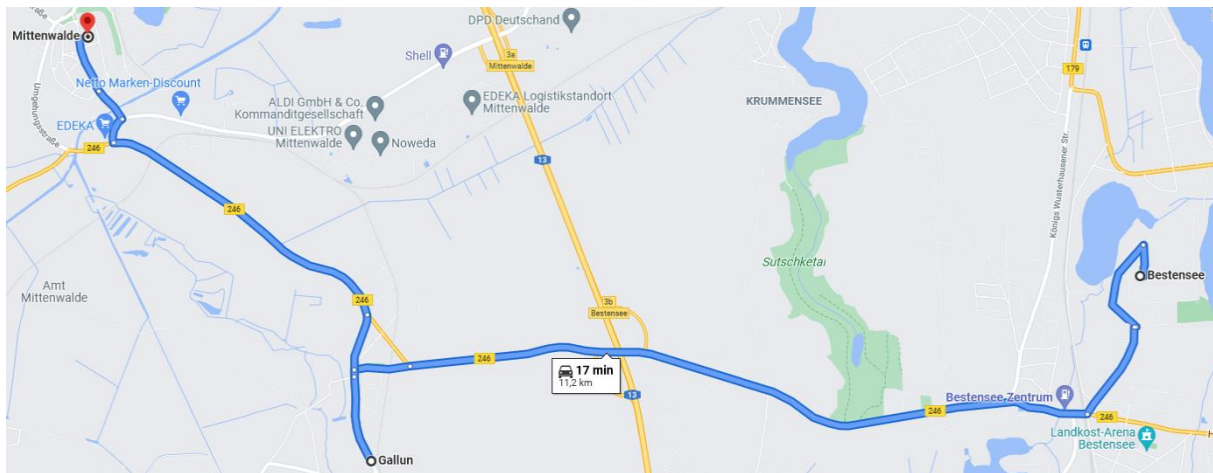 Mittenwalde
Umgehungsstraße
Netto Marken-Discount
EDEKA
246
Amt
Mittenwalde
246
246
Gallun
DPD Deutschand
Shell
3a
Mittenwalde
ALDI GmbH & Co.
Kommanditgesellschaft
UNI ELEKTRO
Mittenwalde
Noweda
EDEKA Logistikstandort
Mittenwalde
13
3b
Bestensee
246
17 min
11,2 km
13
KRUMMENSEE
Sutschketal
179
Königs Wusterhausener Str.
Bestensee
246
Bestensee-Zentrum
246
Landkost-Arena
Bestensee
H